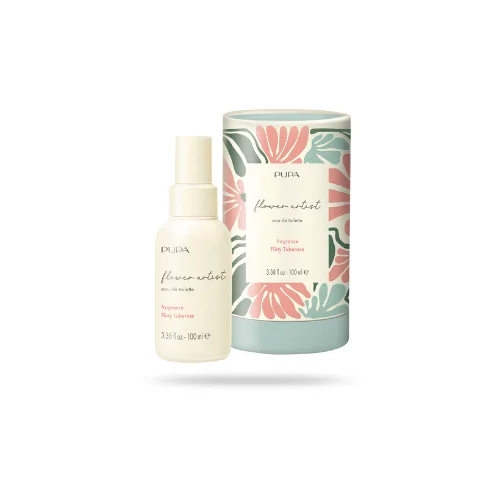 PUPA
flower artist
eau de toilette
fragrance
Flirty Tuberose
3.38 fl oz - 100 ml ℮
PUPA
flower artist
eau de toilette
fragrance
Flirty Tuberose
3.38 fl oz - 100 ml ℮